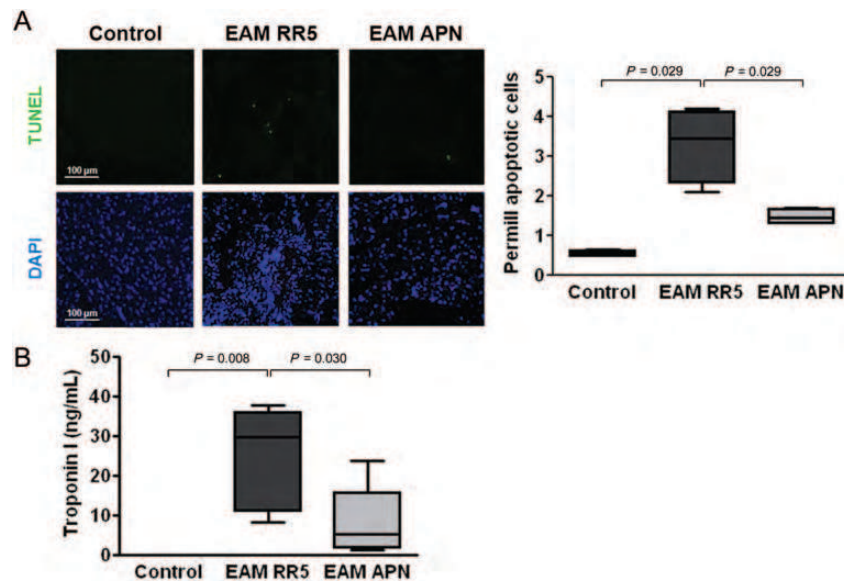 A
Control EAM RR5 EAM APN
TUNEL
100 µm
DAPI
100 µm
P = 0.029 P = 0.029
Permill apoptotic cells
5
4
3
2
1
0
Control EAM RR5 EAM APN
B
P = 0.008 P = 0.030
Troponin I (ng/mL)
50
40
30
20
10
0
Control EAM RR5 EAM APN